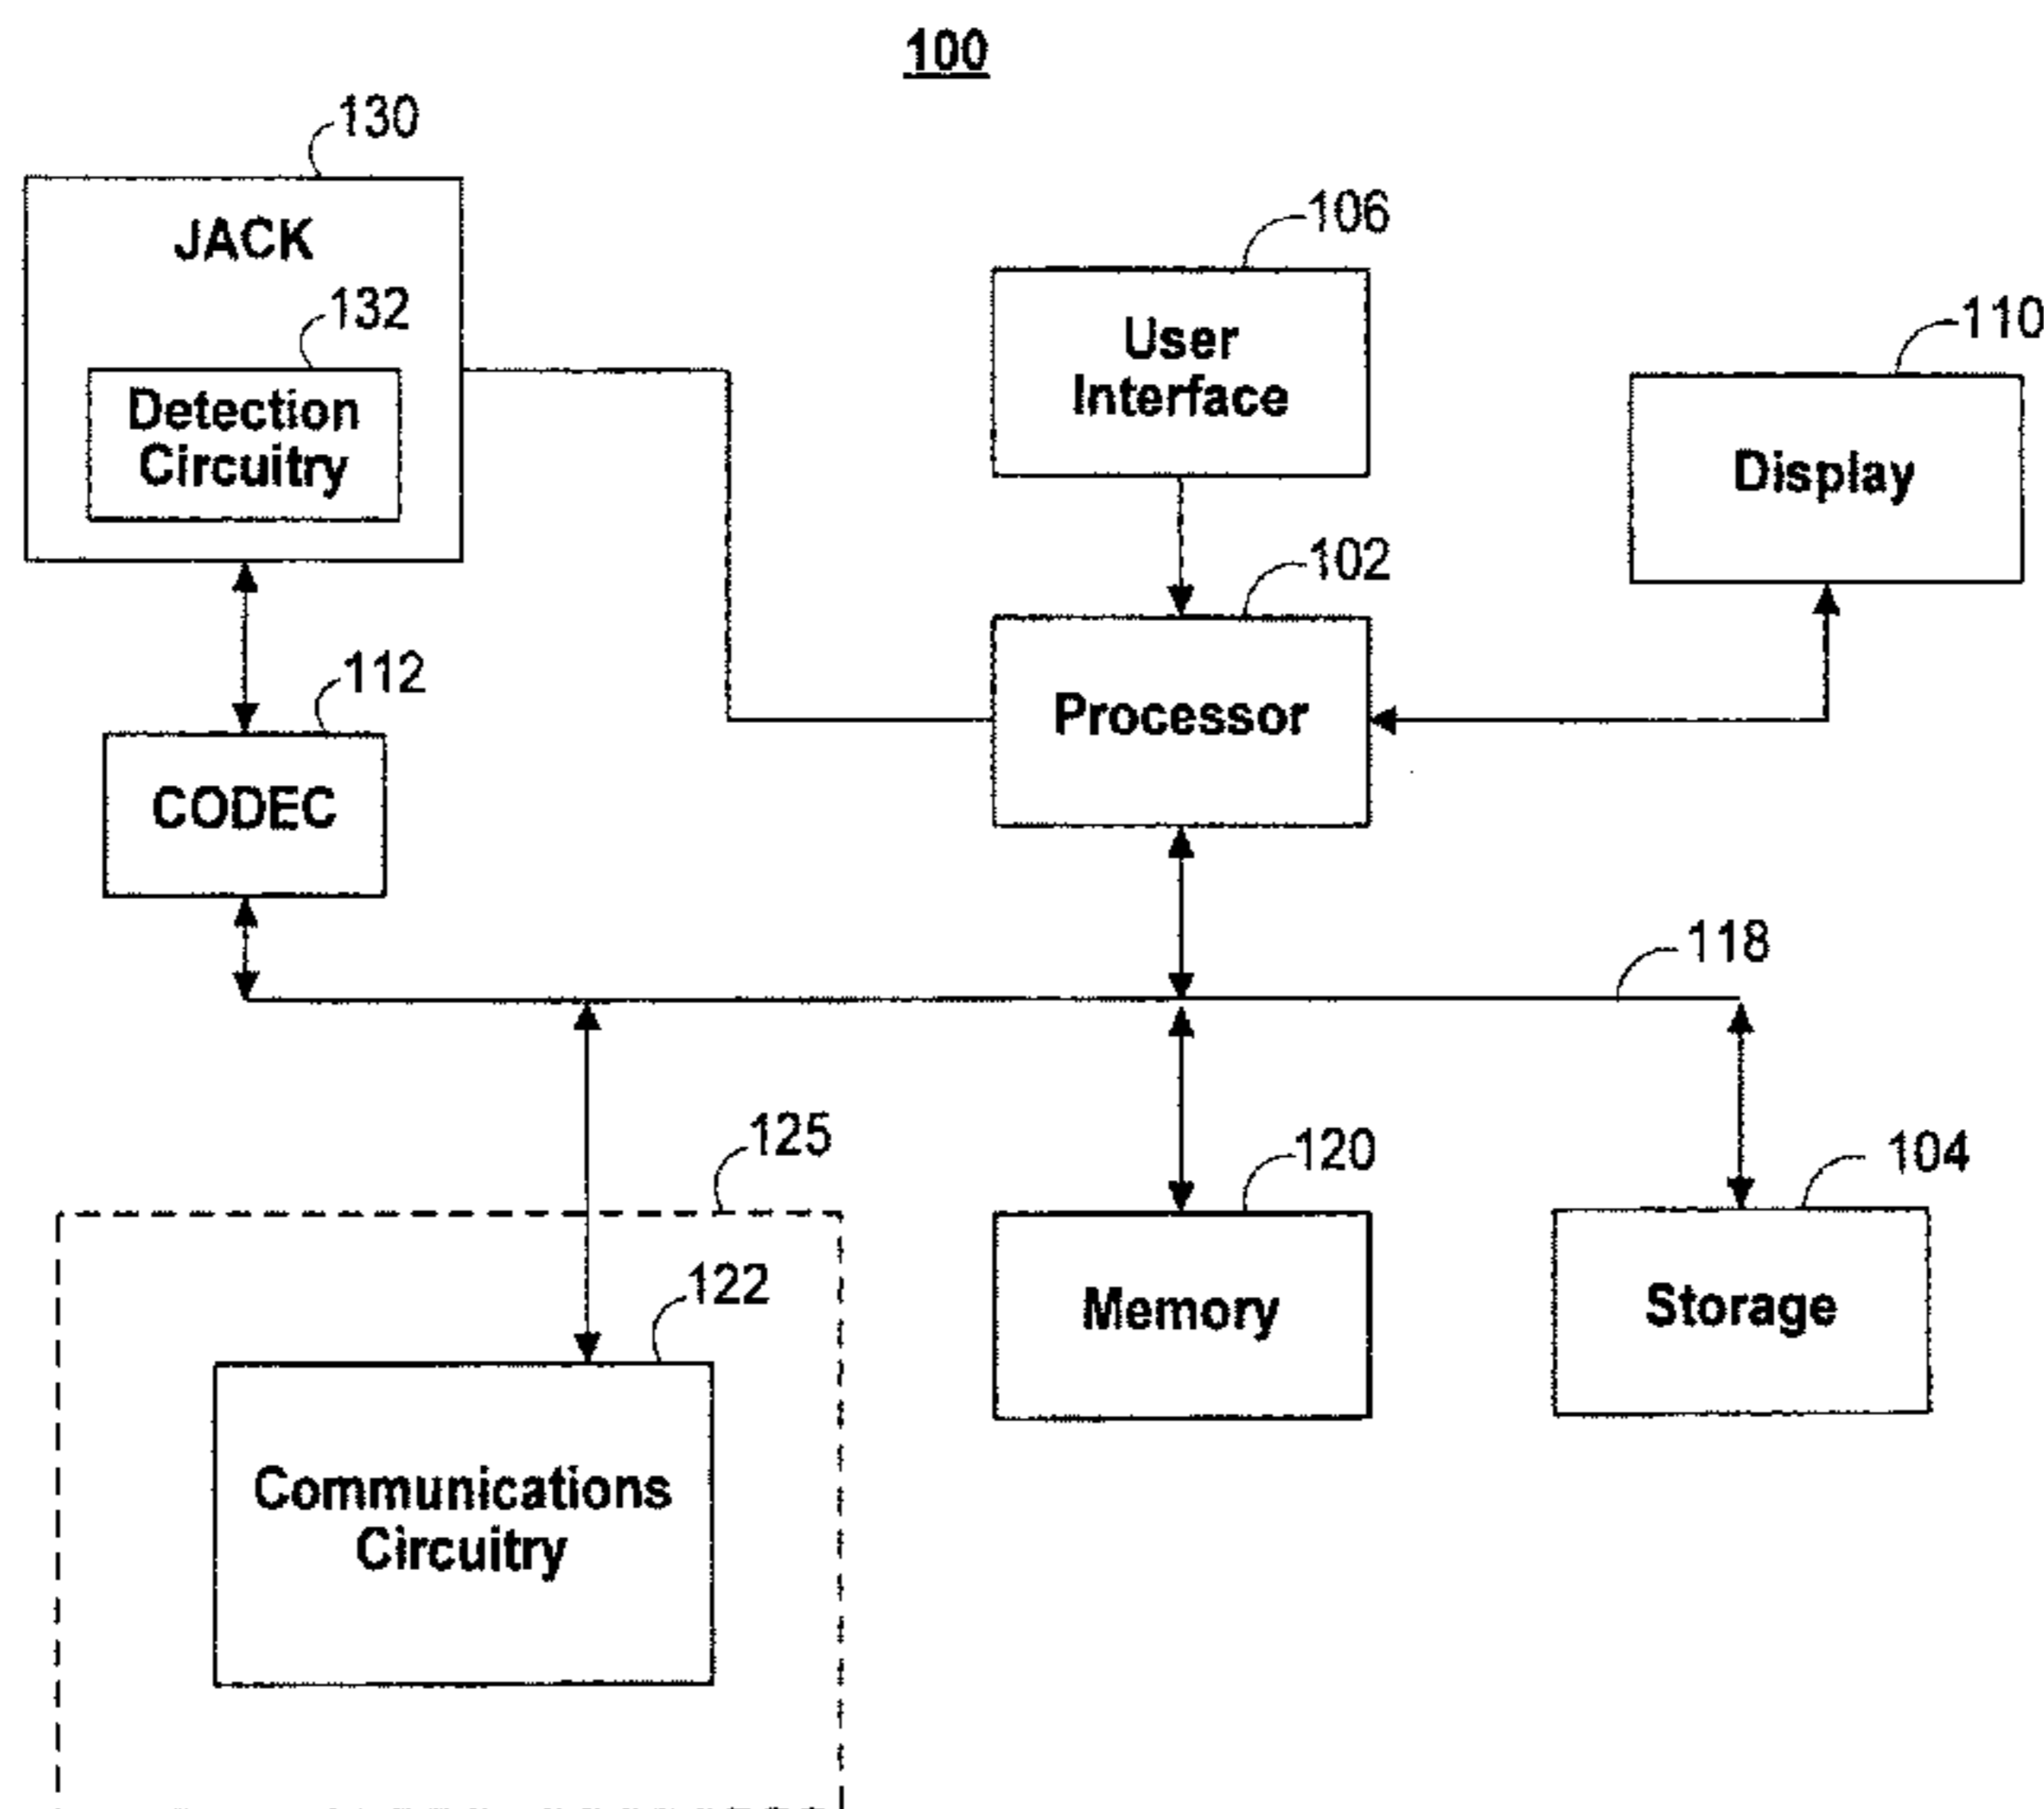 100
130
JACK
132
Detection
Circuitry
106
User
Interface
110
Display
102
Processor
112
CODEC
118
125
122
Communications
Circuitry
120
Memory
104
Storage